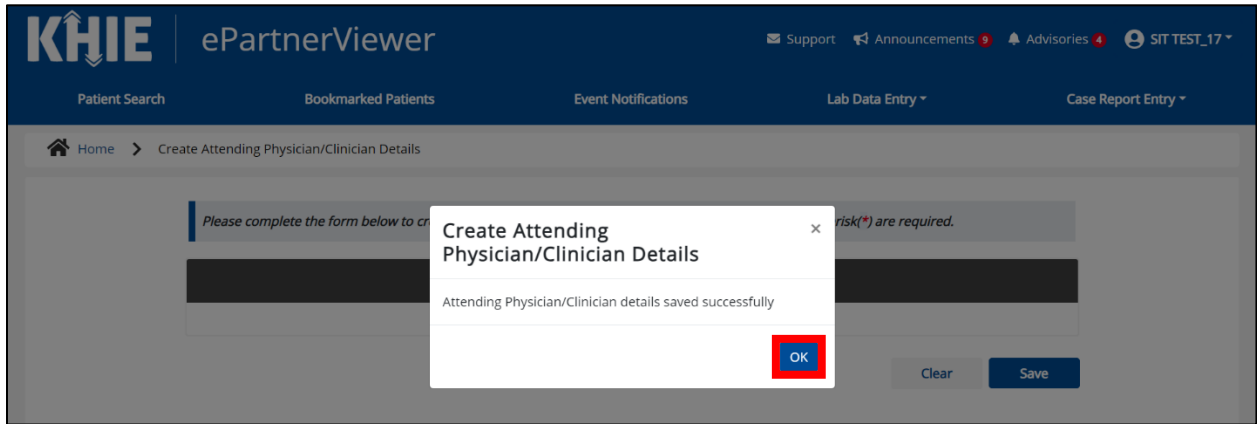 KHIE ePartnerViewer Support Announcements 9 Advisories 4 SIT TEST_17
Patient Search Bookmarked Patients Event Notifications Lab Data Entry Case Report Entry
Home > Create Attending Physician/Clinician Details
Please complete the form below to cr risk(*) are required.
Create Attending ×
Physician/Clinician Details
Attending Physician/Clinician details saved successfully
OK
Clear Save